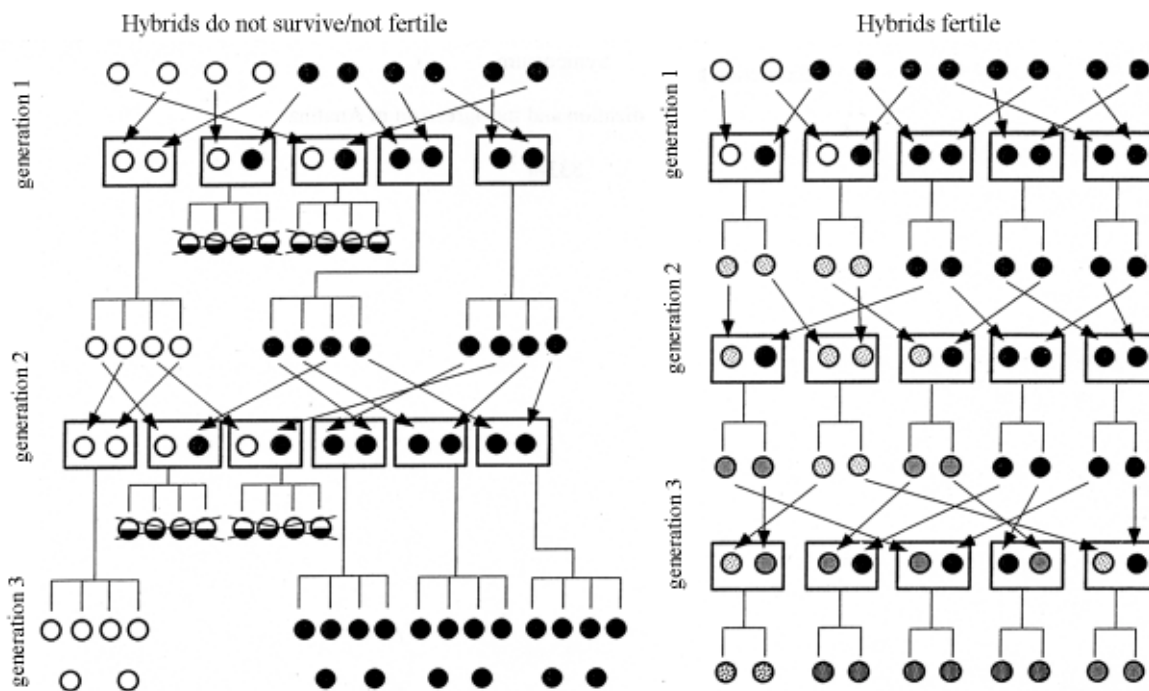 Hybrids do not survive/not fertile
generation 1
generation 2
generation 3
Hybrids fertile
generation 1
generation 2
generation 3